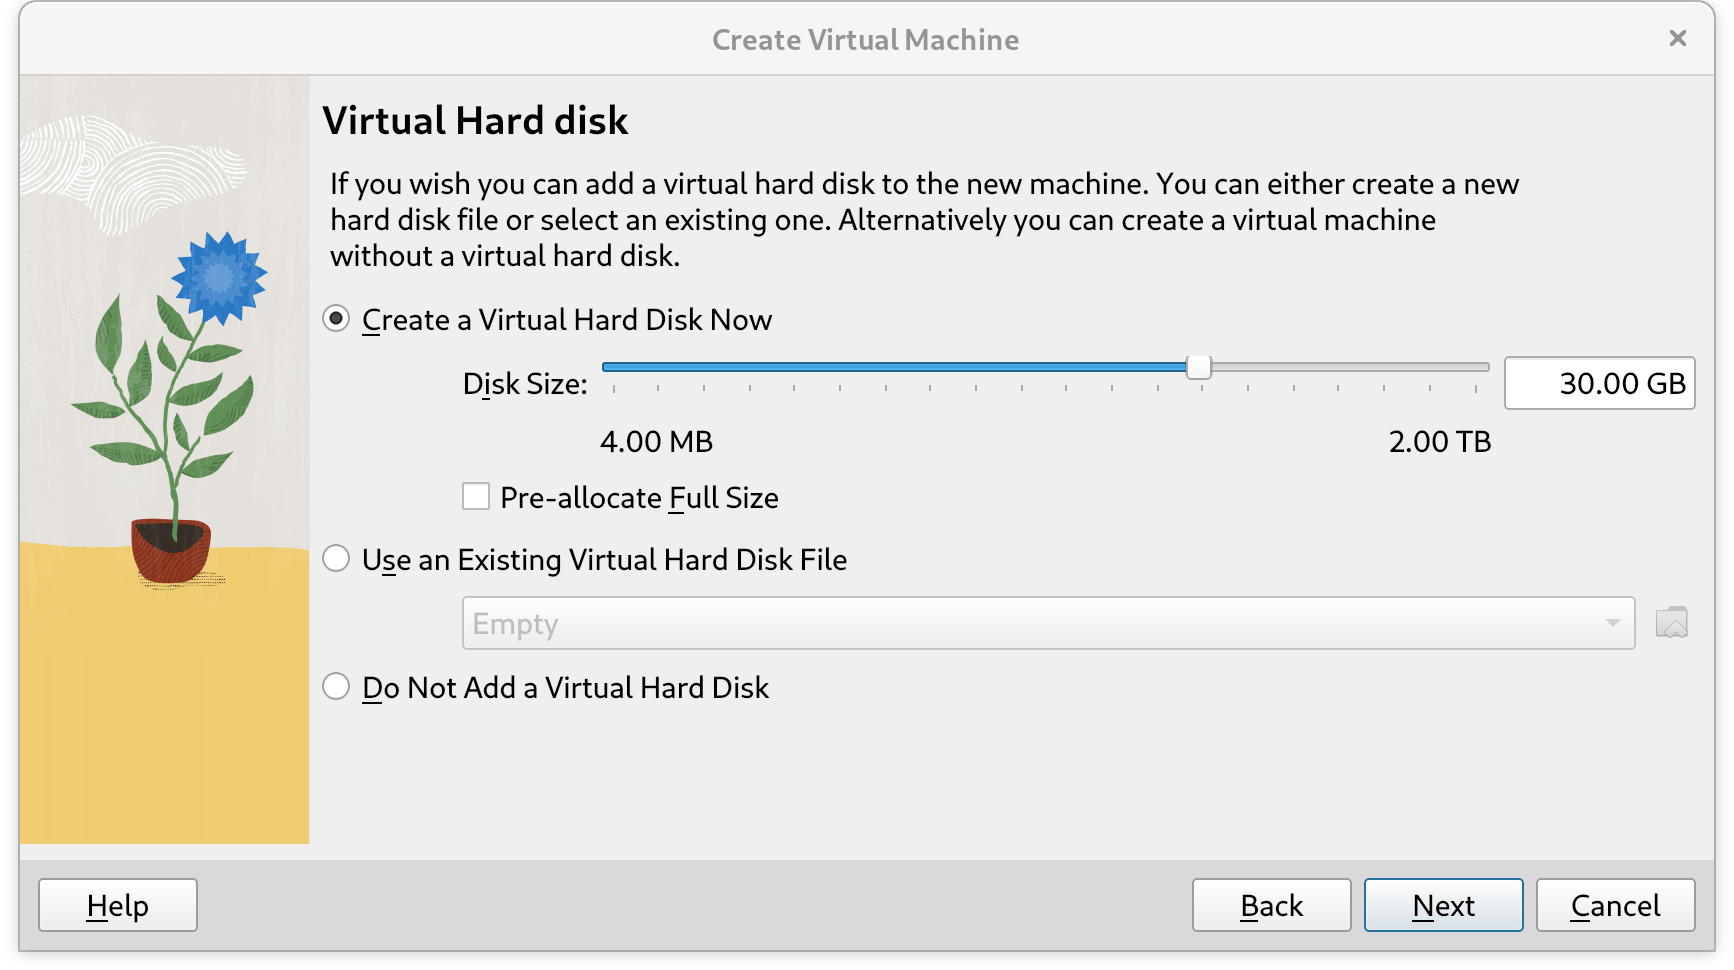 Create Virtual Machine
Virtual Hard disk
If you wish you can add a virtual hard disk to the new machine. You can either create a new
hard disk file or select an existing one. Alternatively you can create a virtual machine
without a virtual hard disk.
Create a Virtual Hard Disk Now
Disk Size:
30.00 GB
4.00 MB
2.00 TB
Pre-allocate Full Size
Use an Existing Virtual Hard Disk File
Empty
Do Not Add a Virtual Hard Disk
Help
Back
Next
Cancel